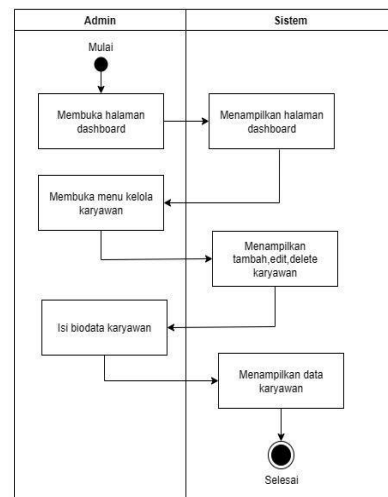 Admin
Sistem
Mulai
Membuka halaman
dashboard
Menampilkan halaman
dashboard
Membuka menu kelola
karyawan
Menampilkan
tambah,edit,delete
karyawan
Isi biodata karyawan
Menampilkan data
karyawan
Selesai